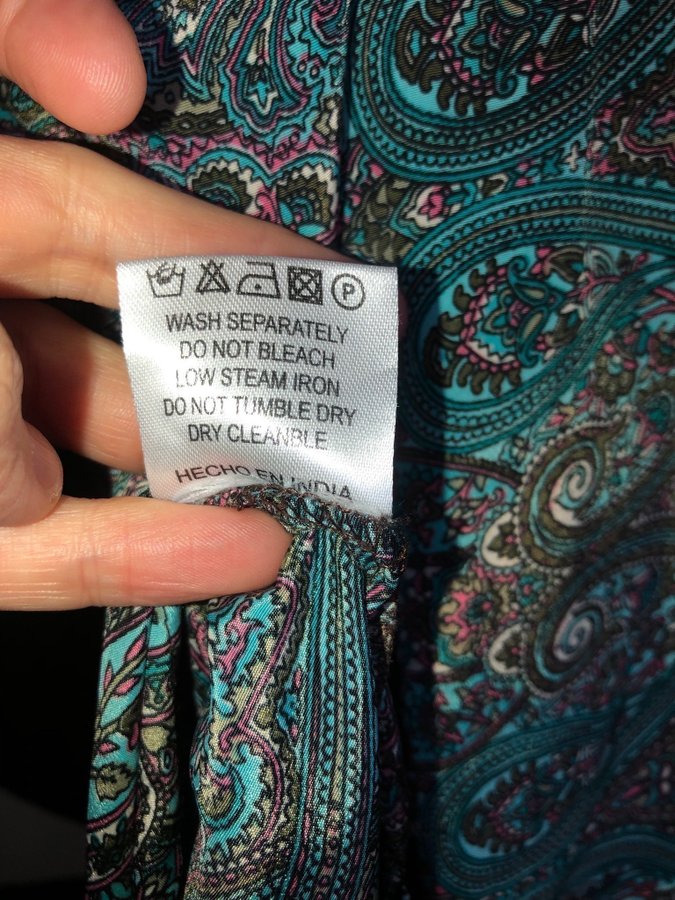 P
WASH SEPARATELY
DO NOT BLEACH
LOW STEAM IRON
DO NOT TUMBLE DRY
DRY CLEANBLE
HECHO EN INDIA